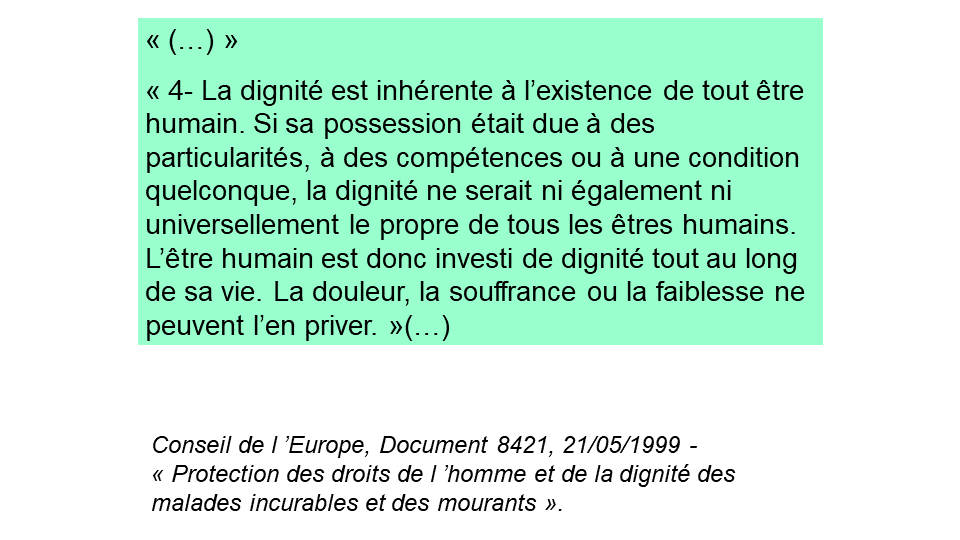 « (…) »
« 4- La dignité est inhérente à l’existence de tout être
humain. Si sa possession était due à des
particularités, à des compétences ou à une condition
quelconque, la dignité ne serait ni également ni
universellement le propre de tous les êtres humains.
L’être humain est donc investi de dignité tout au long
de sa vie. La douleur, la souffrance ou la faiblesse ne
peuvent l’en priver. »(…)
Conseil de l ’Europe, Document 8421, 21/05/1999 -
« Protection des droits de l ’homme et de la dignité des
malades incurables et des mourants ».